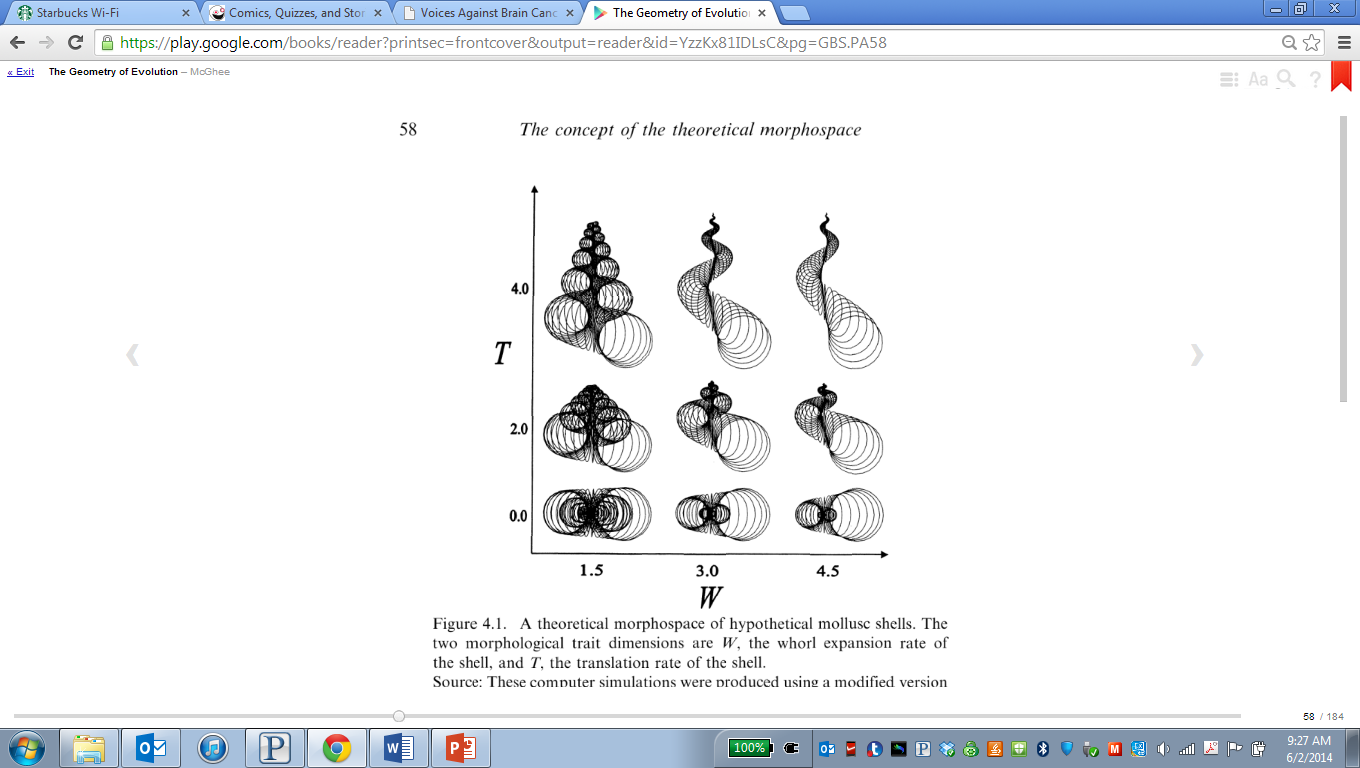 Starbucks Wi-Fi
Comics, Quizzes, and Stor
Voices Against Brain Canc
The Geometry of Evolutio
https://play.google.com/books/reader?printsec=frontcover&output=reader&id=YzzKx81IDLsC&pg=GBS.PA58
« Exit The Geometry of Evolution – McGhee
Aa ?
58 The concept of the theoretical morphospace
4.0
T
2.0
0.0
1.5 3.0 4.5
W
Figure 4.1. A theoretical morphospace of hypothetical mollusc shells. The
two morphological trait dimensions are W, the whorl expansion rate of
the shell, and T, the translation rate of the shell.
Source: These computer simulations were produced using a modified version
58 / 184
100%
9:27 AM
6/2/2014